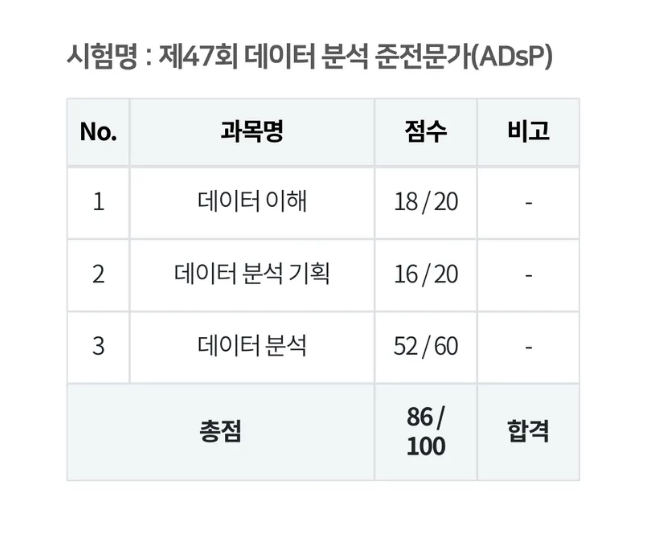 시험명 : 제47회 데이터 분석 준전문가(ADsP)
No. 과목명 점수 비고
1 데이터 이해 18/20 -
2 데이터 분석 기획 16/20 -
3 데이터 분석 52/60 -
총점 86/ 합격
100